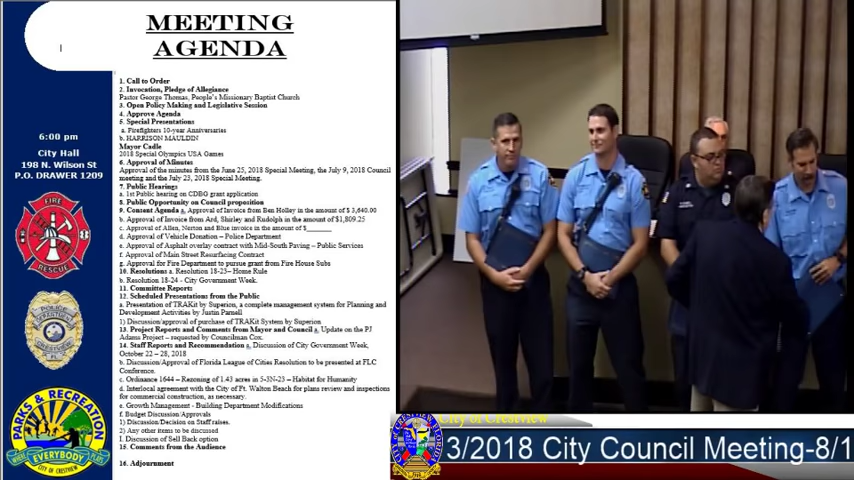 MEETING
AGENDA
6:00 pm
City Hall
198 N. Wilson St
P.O. DRAWER 1209
1. Call to Order
2. Invocation, Pledge of Allegiance
Pastor George Thomas, People's Missionary Baptist Church
3. Open Policy Making and Legislative Session
4. Approve Agenda
5. Special Presentations
a. Firefighters 10-year Anniversaries
b. HARRISON MAULDIN
Mayor Cadle
2018 Special Olympics USA Games
6. Approval of Minutes
Approval of the minutes from the June 25, 2018 Special Meeting, the July 9, 2018 Council
meeting and the July 23, 2018 Special Meeting.
7. Public Hearings
a. 1st Public hearing on CDBG grant application
8. Public Opportunity on Council proposition
9. Consent Agenda a. Approval of Invoice from Ben Holley in the amount of $ 3,640.00
b. Approval of Invoice from Ard, Shirley and Rudolph in the amount of $1,809.25
c. Approval of Allen, Norton and Blue invoice in the amount of $______
d. Approval of Vehicle Donation – Police Department
e. Approval of Asphalt overlay contract with Mid-South Paving – Public Services
f. Approval of Main Street Resurfacing Contract
g. Approval for Fire Department to pursue grant from Fire House Subs
10. Resolutions a. Resolution 18-23– Home Rule
b. Resolution 18-24 - City Government Week.
11. Committee Reports
12. Scheduled Presentations from the Public
a. Presentation of TRAKit by Superion, a complete management system for Planning and
Development Activities by Justin Parnell
1) Discussion/approval of purchase of TRAKit System by Superion
13. Project Reports and Comments from Mayor and Council a. Update on the PJ
Adams Project – requested by Councilman Cox.
14. Staff Reports and Recommendation a. Discussion of City Government Week,
October 22 – 28, 2018
b. Discussion/Approval of Florida League of Cities Resolution to be presented at FLC
Conference.
c. Ordinance 1644 – Rezoning of 1.43 acres in 5-3N-23 – Habitat for Humanity
d. Interlocal agreement with the City of Ft. Walton Beach for plans review and inspections
for commercial construction, as necessary.
e. Growth Management - Building Department Modifications
f. Budget Discussion/Approvals
1) Discussion/Decision on Staff raises.
2) Any other items to be discussed
I. Discussion of Sell Back option
15. Comments from the Audience
16. Adjournment
FIRE
RESCUE
POLICE
PARKS & RECREATION
WHERE EVERYBODY PLAYS
CITY OF CRESTVIEW
City of Crestview
3/2018 City Council Meeting-8/1